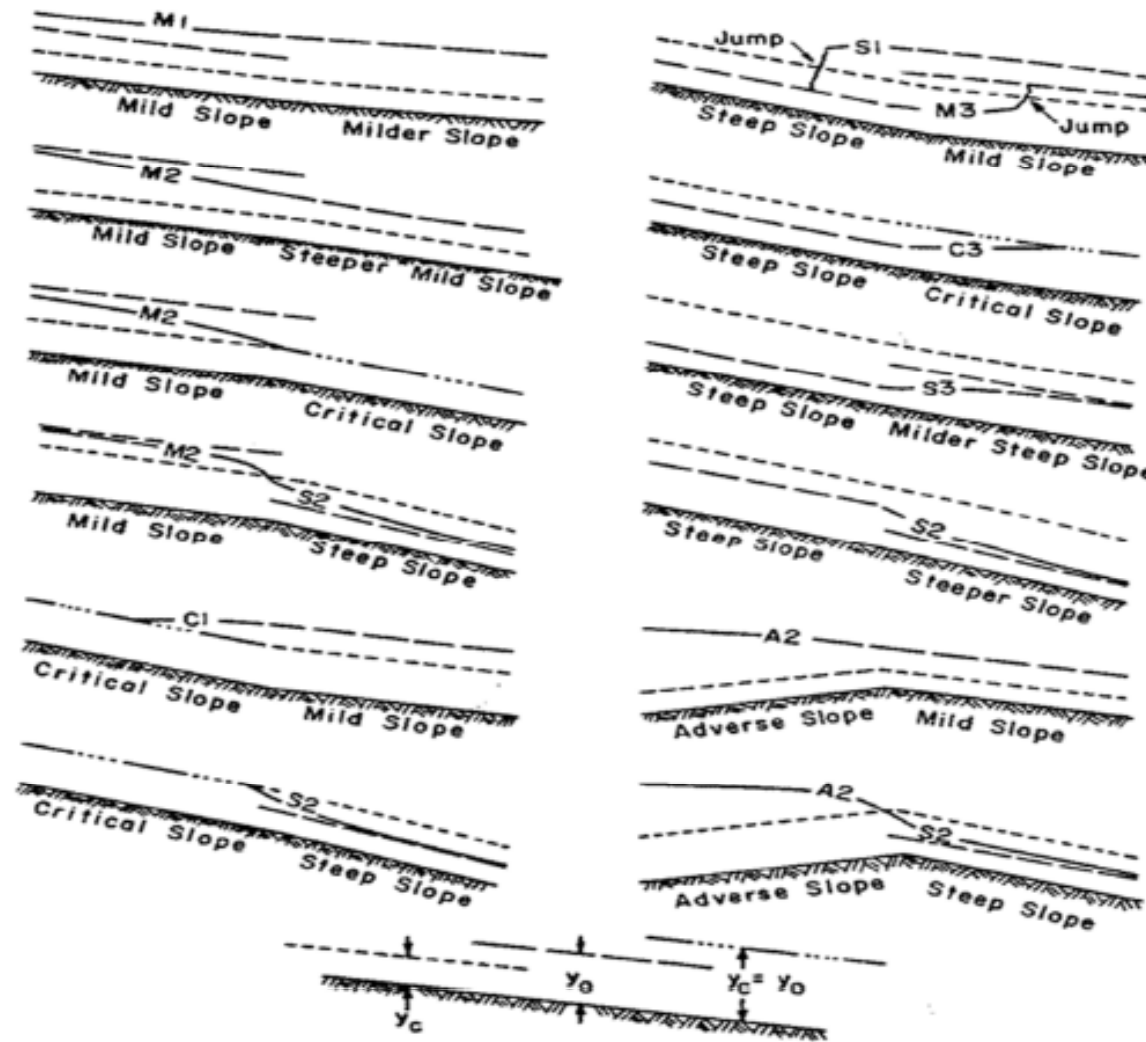 M1
Mild Slope Milder Slope
M2
Mild Slope Steeper Mild Slope
M2
Mild Slope Critical Slope
M2
S2
Mild Slope Steep Slope
C1
Critical Slope Mild Slope
S2
Critical Slope Steep Slope
Jump S1
M3 Jump
Steep Slope Mild Slope
C3
Steep Slope Critical Slope
S3
Steep Slope Milder Steep Slope
S2
Steep Slope Steeper Slope
A2
Adverse Slope Mild Slope
A2
S2
Adverse Slope Steep Slope
yc yo yc = yo